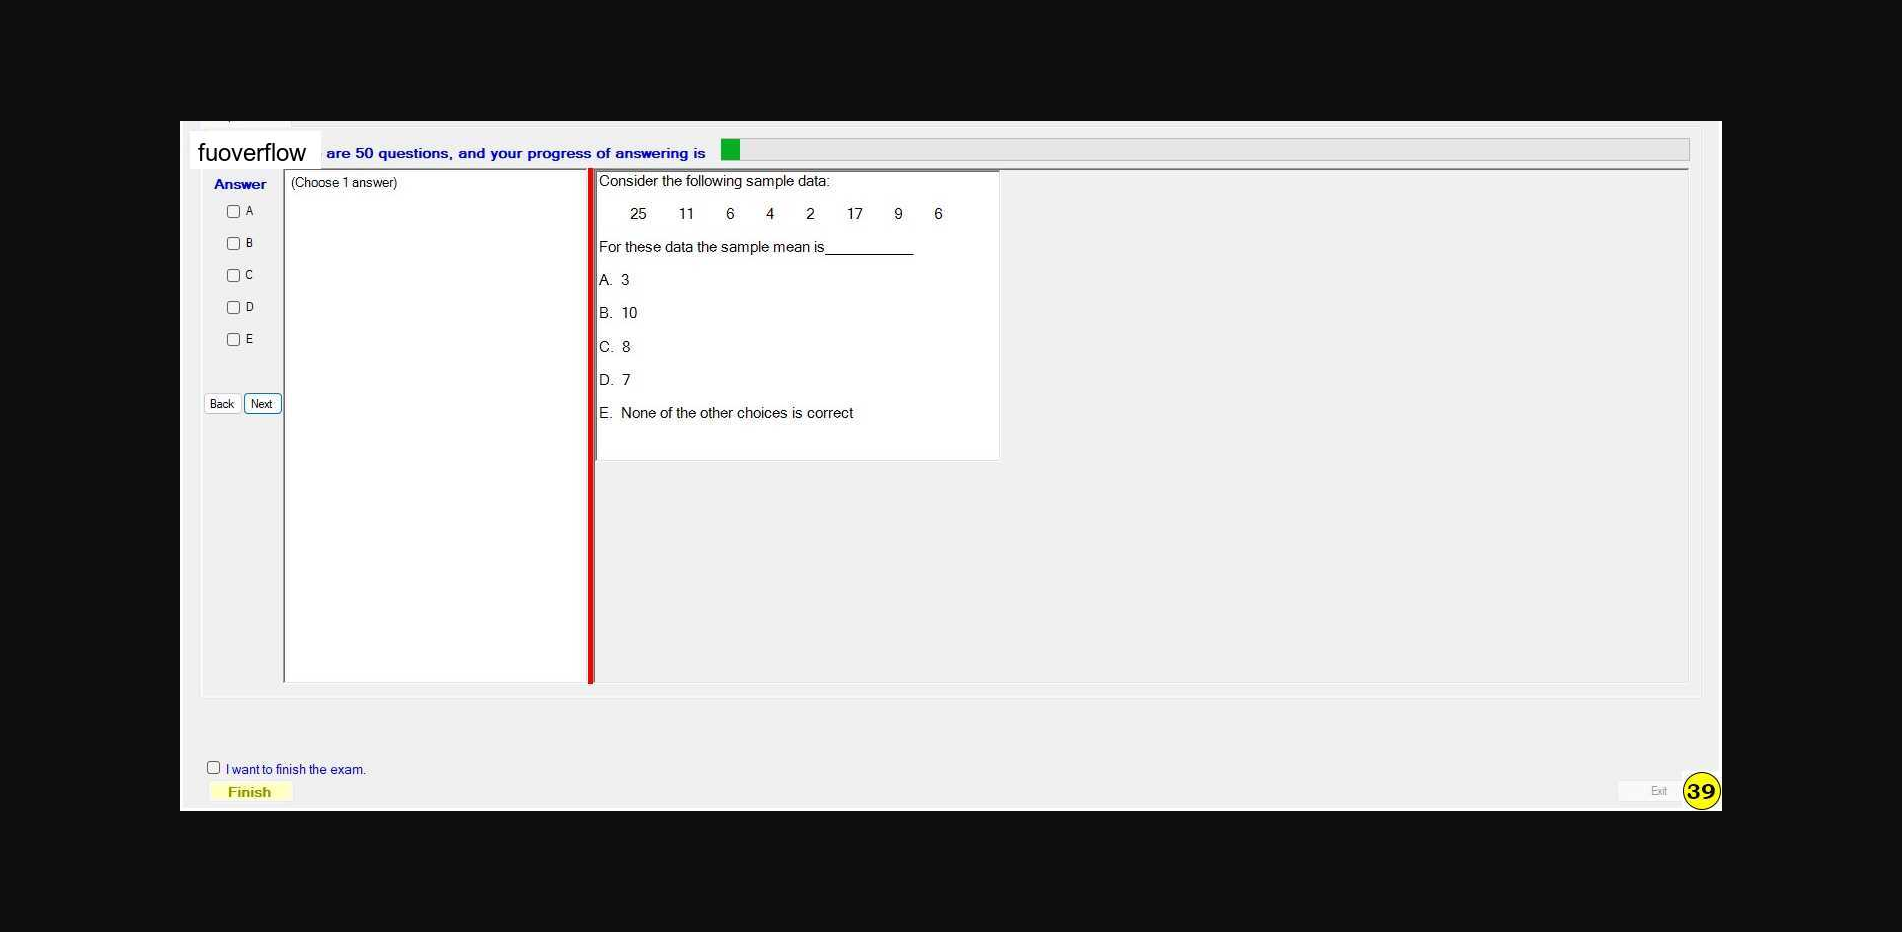 fuoverflow are 50 questions, and your progress of answering is
Answer
(Choose 1 answer)
A
B
C
D
E
Back Next
Consider the following sample data:
25 11 6 4 2 17 9 6
For these data the sample mean is___________
A. 3
B. 10
C. 8
D. 7
E. None of the other choices is correct
I want to finish the exam.
Finish
Exit
39